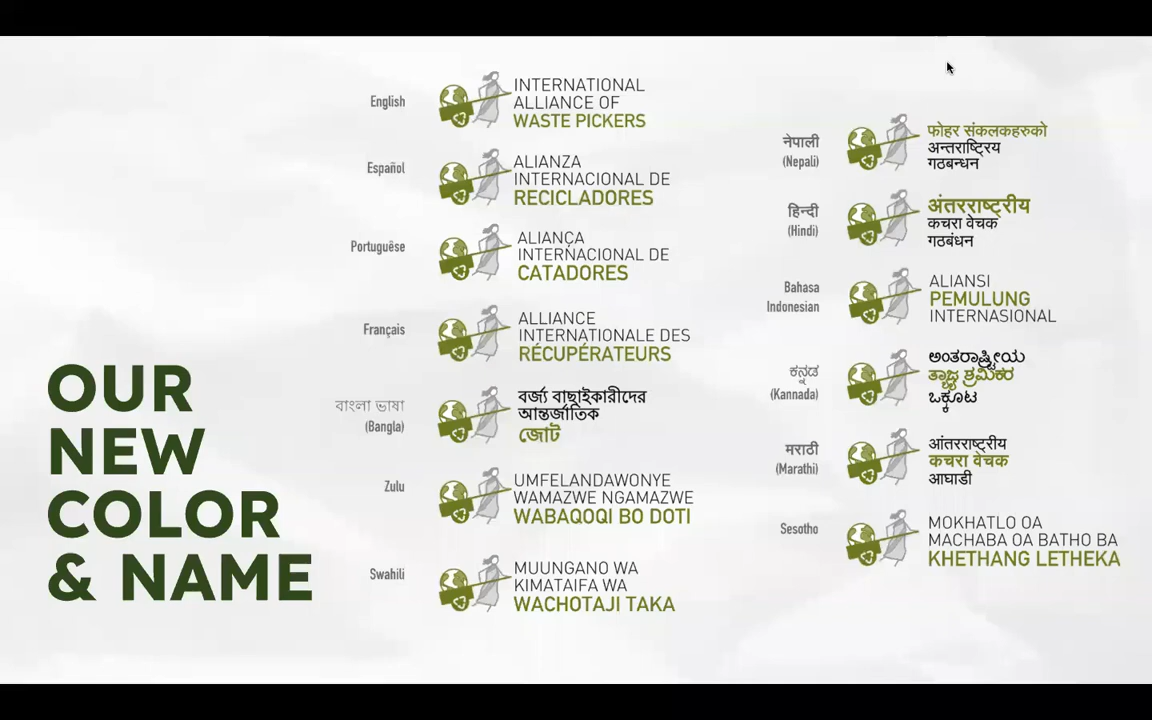 OUR
NEW
COLOR
& NAME
English
INTERNATIONAL
ALLIANCE OF
WASTE PICKERS
Español
ALIANZA
INTERNACIONAL DE
RECICLADORES
Portuguêse
ALIANÇA
INTERNACIONAL DE
CATADORES
Français
ALLIANCE
INTERNATIONALE DES
RÉCUPÉRATEURS
বাংলা ভাষা
(Bangla)
বর্জ্য বাছাইকারীদের
আন্তর্জাতিক
জোট
Zulu
UMFELANDAWONYE
WAMAZWE NGAMAZWE
WABAQOQI BO DOTI
Swahili
MUUNGANO WA
KIMATAIFA WA
WACHOTAJI TAKA
नेपाली
(Nepali)
फोहर संकलकहरुको
अन्तराष्ट्रिय
गठबन्धन
हिन्दी
(Hindi)
अंतरराष्ट्रीय
कचरा वेचक
गठबंधन
Bahasa
Indonesian
ALIANSI
PEMULUNG
INTERNASIONAL
ಕನ್ನಡ
(Kannada)
ಅಂತರಾಷ್ಟ್ರೀಯ
ತ್ಯಾಜ್ಯ ಶ್ರಮಿಕರ
ಒಕ್ಕೂಟ
मराठी
(Marathi)
आंतरराष्ट्रीय
कचरा वेचक
आघाडी
Sesotho
MOKHATLO OA
MACHABA OA BATHO BA
KHETHANG LETHEKA